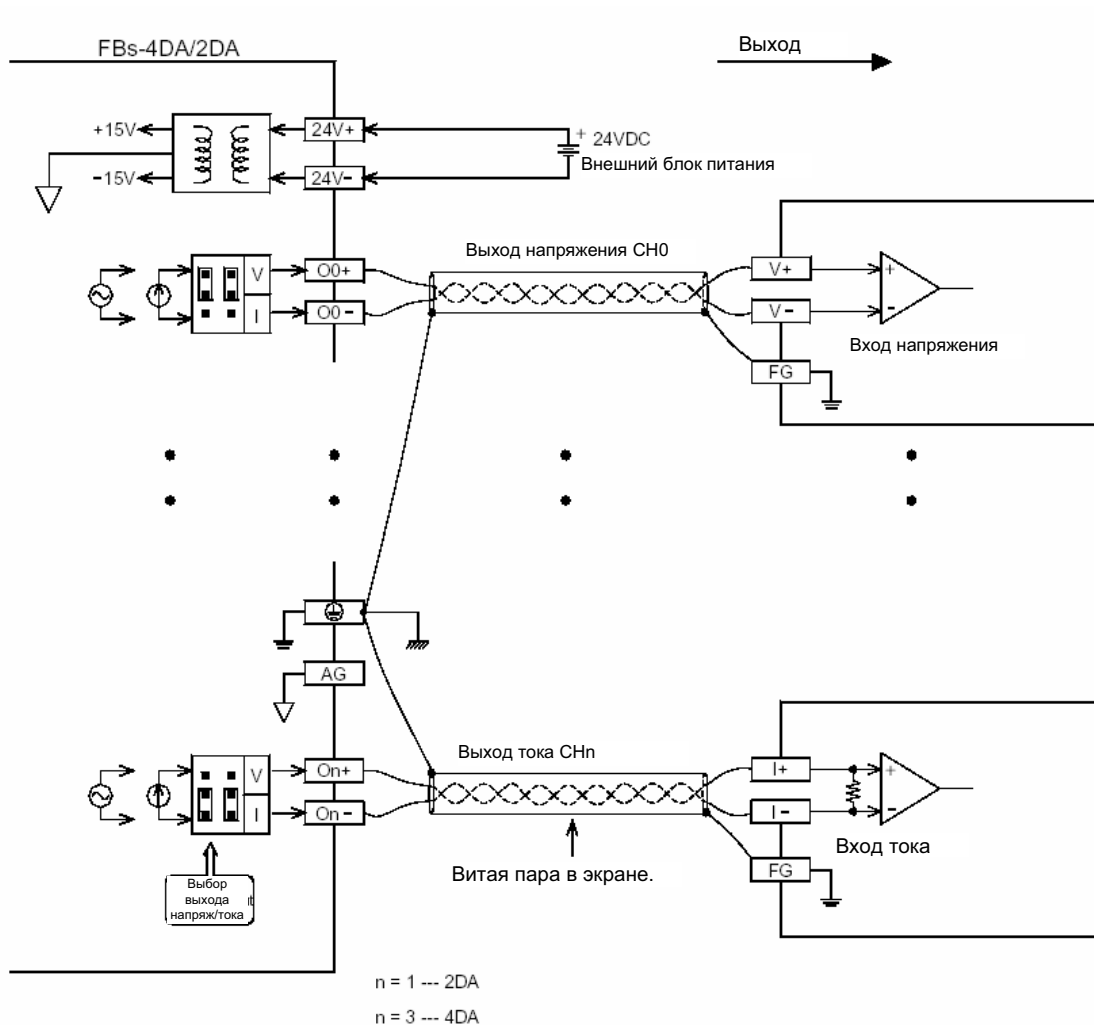 FBs-4DA/2DA
Выход
+15V
24V+
+ 24VDC
Внешний блок питания
-15V
24V-
Выход напряжения CH0
V
O0+
V+
+
I
O0-
V-
-
Вход напряжения
FG
AG
Выход тока CHn
V
On+
I+
+
I
On-
I-
-
Вход тока
Витая пара в экране.
FG
Выбор
выхода
напряж/тока
n = 1 --- 2DA
n = 3 --- 4DA